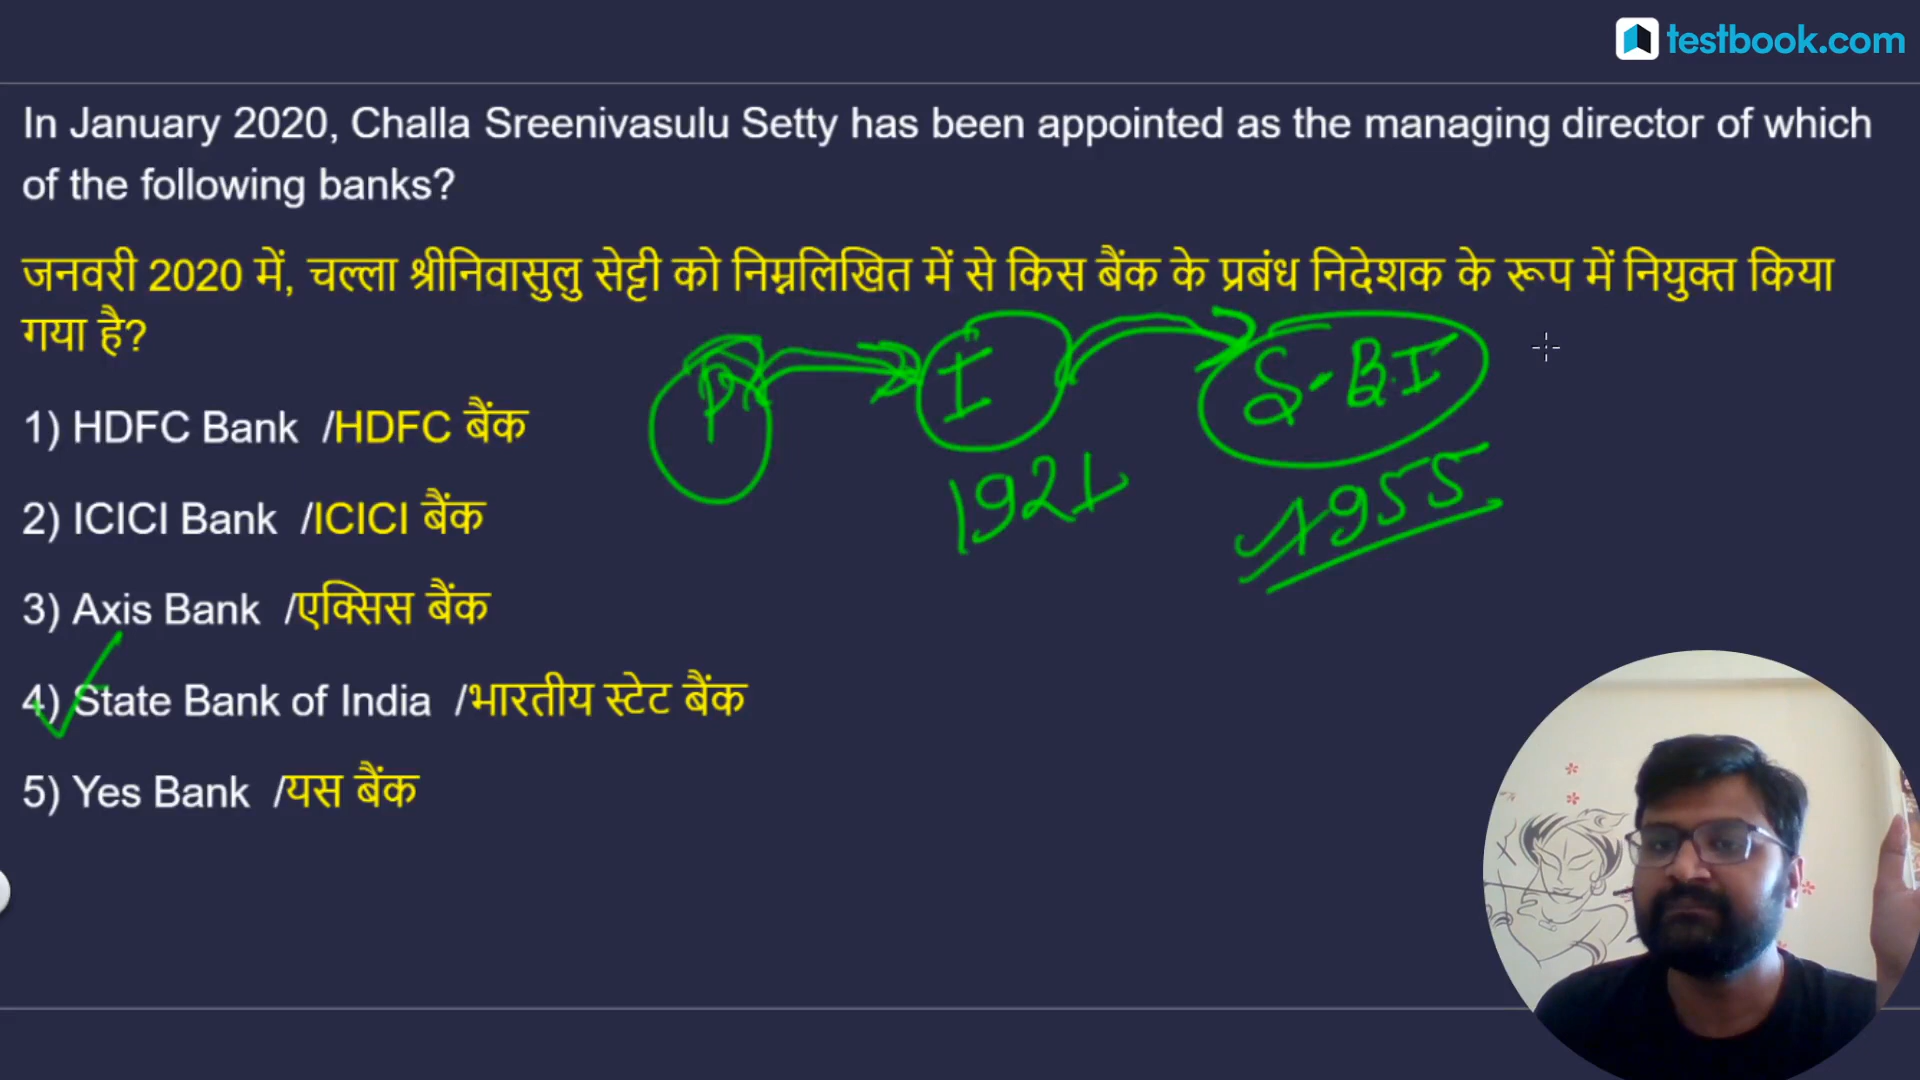 testbook.com
In January 2020, Challa Sreenivasulu Setty has been appointed as the managing director of which
of the following banks?
जनवरी 2020 में, चल्ला श्रीनिवासुलु सेट्टी को निम्नलिखित में से किस बैंक के प्रबंध निदेशक के रूप में नियुक्त किया
गया है?
P I S.B.I
1) HDFC Bank /HDFC बैंक
1921 1955
2) ICICI Bank /ICICI बैंक
3) Axis Bank /एक्सिस बैंक
4) State Bank of India /भारतीय स्टेट बैंक
5) Yes Bank /यस बैंक